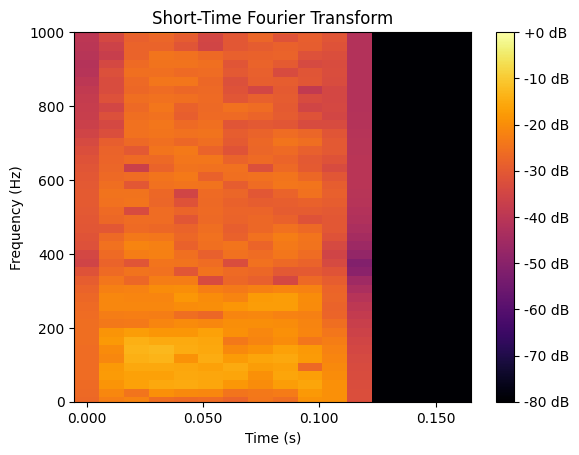 Short-Time Fourier Transform
Frequency (Hz)
1000
800
600
400
200
0
0.000
0.050
0.100
0.150
Time (s)
+0 dB
-10 dB
-20 dB
-30 dB
-40 dB
-50 dB
-60 dB
-70 dB
-80 dB